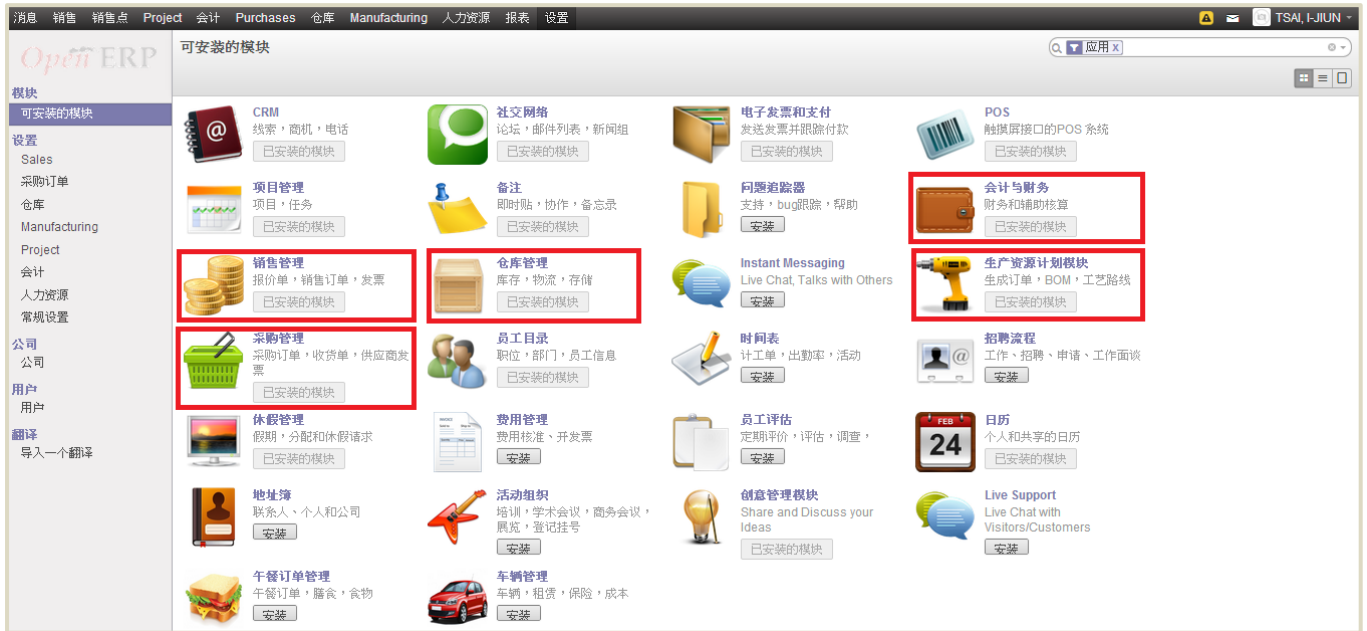 消息 销售 销售点 Project 会计 Purchases 仓库 Manufacturing 人力资源 报表 设置 TSAI, I-JIUN
Open ERP
可安装的模块
应用 x
模块
可安装的模块
设置
Sales
采购订单
仓库
Manufacturing
Project
会计
人力资源
常规设置
公司
公司
用户
用户
翻译
导入一个翻译
CRM
线索，商机，电话
已安装的模块
社交网络
论坛，邮件列表，新闻组
已安装的模块
电子发票和支付
发送发票并跟踪付款
已安装的模块
POS
触摸屏接口的POS 系统
已安装的模块
项目管理
项目，任务
已安装的模块
备注
即时贴，协作，备忘录
已安装的模块
问题追踪器
支持，bug跟踪，帮助
安装
会计与财务
财务和辅助核算
已安装的模块
销售管理
报价单，销售订单，发票
已安装的模块
仓库管理
库存，物流，存储
已安装的模块
Instant Messaging
Live Chat, Talks with Others
安装
生产资源计划模块
生成订单，BOM，工艺路线
已安装的模块
采购管理
采购订单，收货单，供应商发
票
已安装的模块
员工目录
职位，部门，员工信息
已安装的模块
时间表
计工单，出勤率，活动
安装
招聘流程
工作、招聘、申请、工作面谈
安装
休假管理
假期，分配和休假请求
已安装的模块
INVOICE
费用管理
费用核准、开发票
安装
员工评估
定期评价，评估，调查，
安装
FEB
24
日历
个人和共享的日历
已安装的模块
地址簿
联系人、个人和公司
安装
活动组织
培训，学术会议，商务会议，
展览，登记挂号
安装
创意管理模块
Share and Discuss your
Ideas
已安装的模块
Live Support
Live Chat with
Visitors/Customers
安装
午餐订单管理
午餐订单，膳食，食物
安装
车辆管理
车辆，租赁，保险，成本
安装